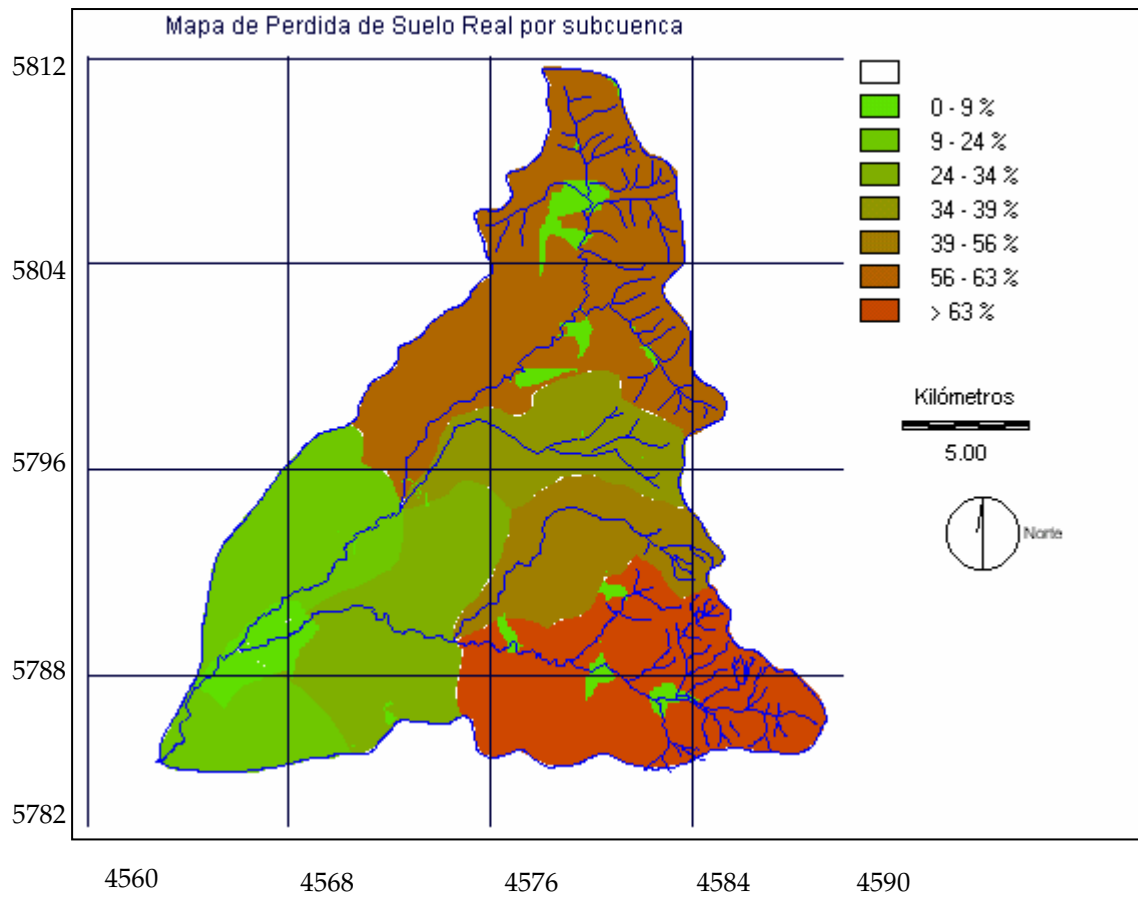 Mapa de Perdida de Suelo Real por subcuenca
5812
5804
5796
5788
5782
0 - 9 %
9 - 24 %
24 - 34 %
34 - 39 %
39 - 56 %
56 - 63 %
> 63 %
Kilómetros
5.00
Norte
4560 4568 4576 4584 4590